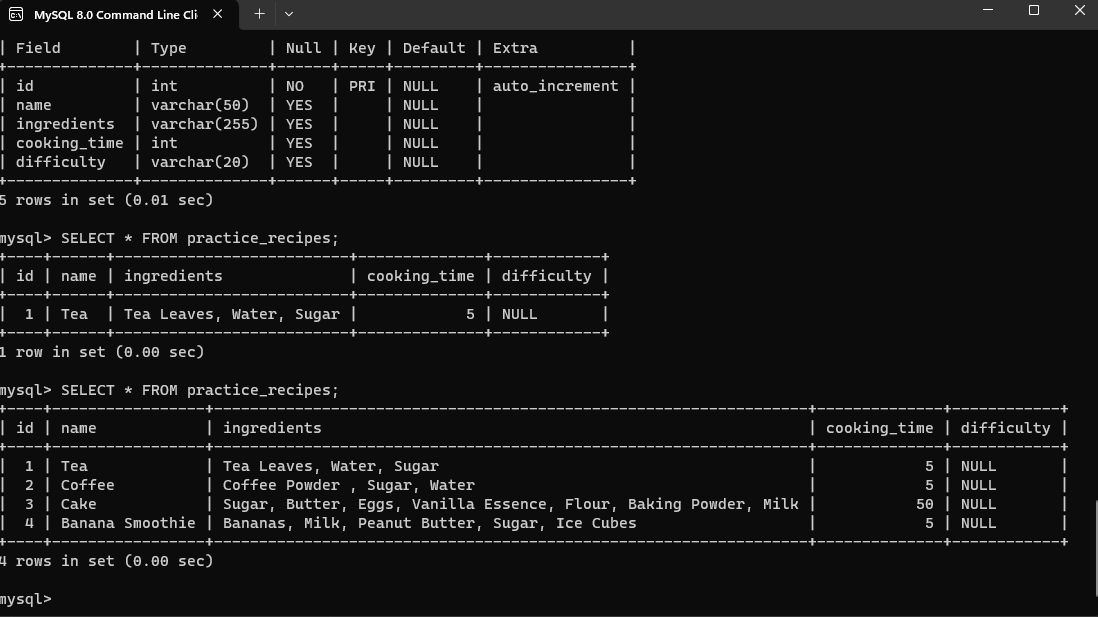 MySQL 8.0 Command Line Cli
| Field        | Type         | Null | Key | Default | Extra          |
+--------------+--------------+------+-----+---------+----------------+
| id           | int          | NO   | PRI | NULL    | auto_increment |
| name         | varchar(50)  | YES  |     | NULL    |                |
| ingredients  | varchar(255) | YES  |     | NULL    |                |
| cooking_time | int          | YES  |     | NULL    |                |
| difficulty   | varchar(20)  | YES  |     | NULL    |                |
+--------------+--------------+------+-----+---------+----------------+
5 rows in set (0.01 sec)
mysql> SELECT * FROM practice_recipes;
+----+------+--------------------------+--------------+------------+
| id | name | ingredients              | cooking_time | difficulty |
+----+------+--------------------------+--------------+------------+
|  1 | Tea  | Tea Leaves, Water, Sugar |            5 | NULL       |
+----+------+--------------------------+--------------+------------+
1 row in set (0.00 sec)
mysql> SELECT * FROM practice_recipes;
+----+-----------------+------------------------------------------------------------------+--------------+------------+
| id | name            | ingredients                                                      | cooking_time | difficulty |
+----+-----------------+------------------------------------------------------------------+--------------+------------+
|  1 | Tea             | Tea Leaves, Water, Sugar                                         |            5 | NULL       |
|  2 | Coffee          | Coffee Powder , Sugar, Water                                     |            5 | NULL       |
|  3 | Cake            | Sugar, Butter, Eggs, Vanilla Essence, Flour, Baking Powder, Milk |           50 | NULL       |
|  4 | Banana Smoothie | Bananas, Milk, Peanut Butter, Sugar, Ice Cubes                   |            5 | NULL       |
+----+-----------------+------------------------------------------------------------------+--------------+------------+
4 rows in set (0.00 sec)
mysql>